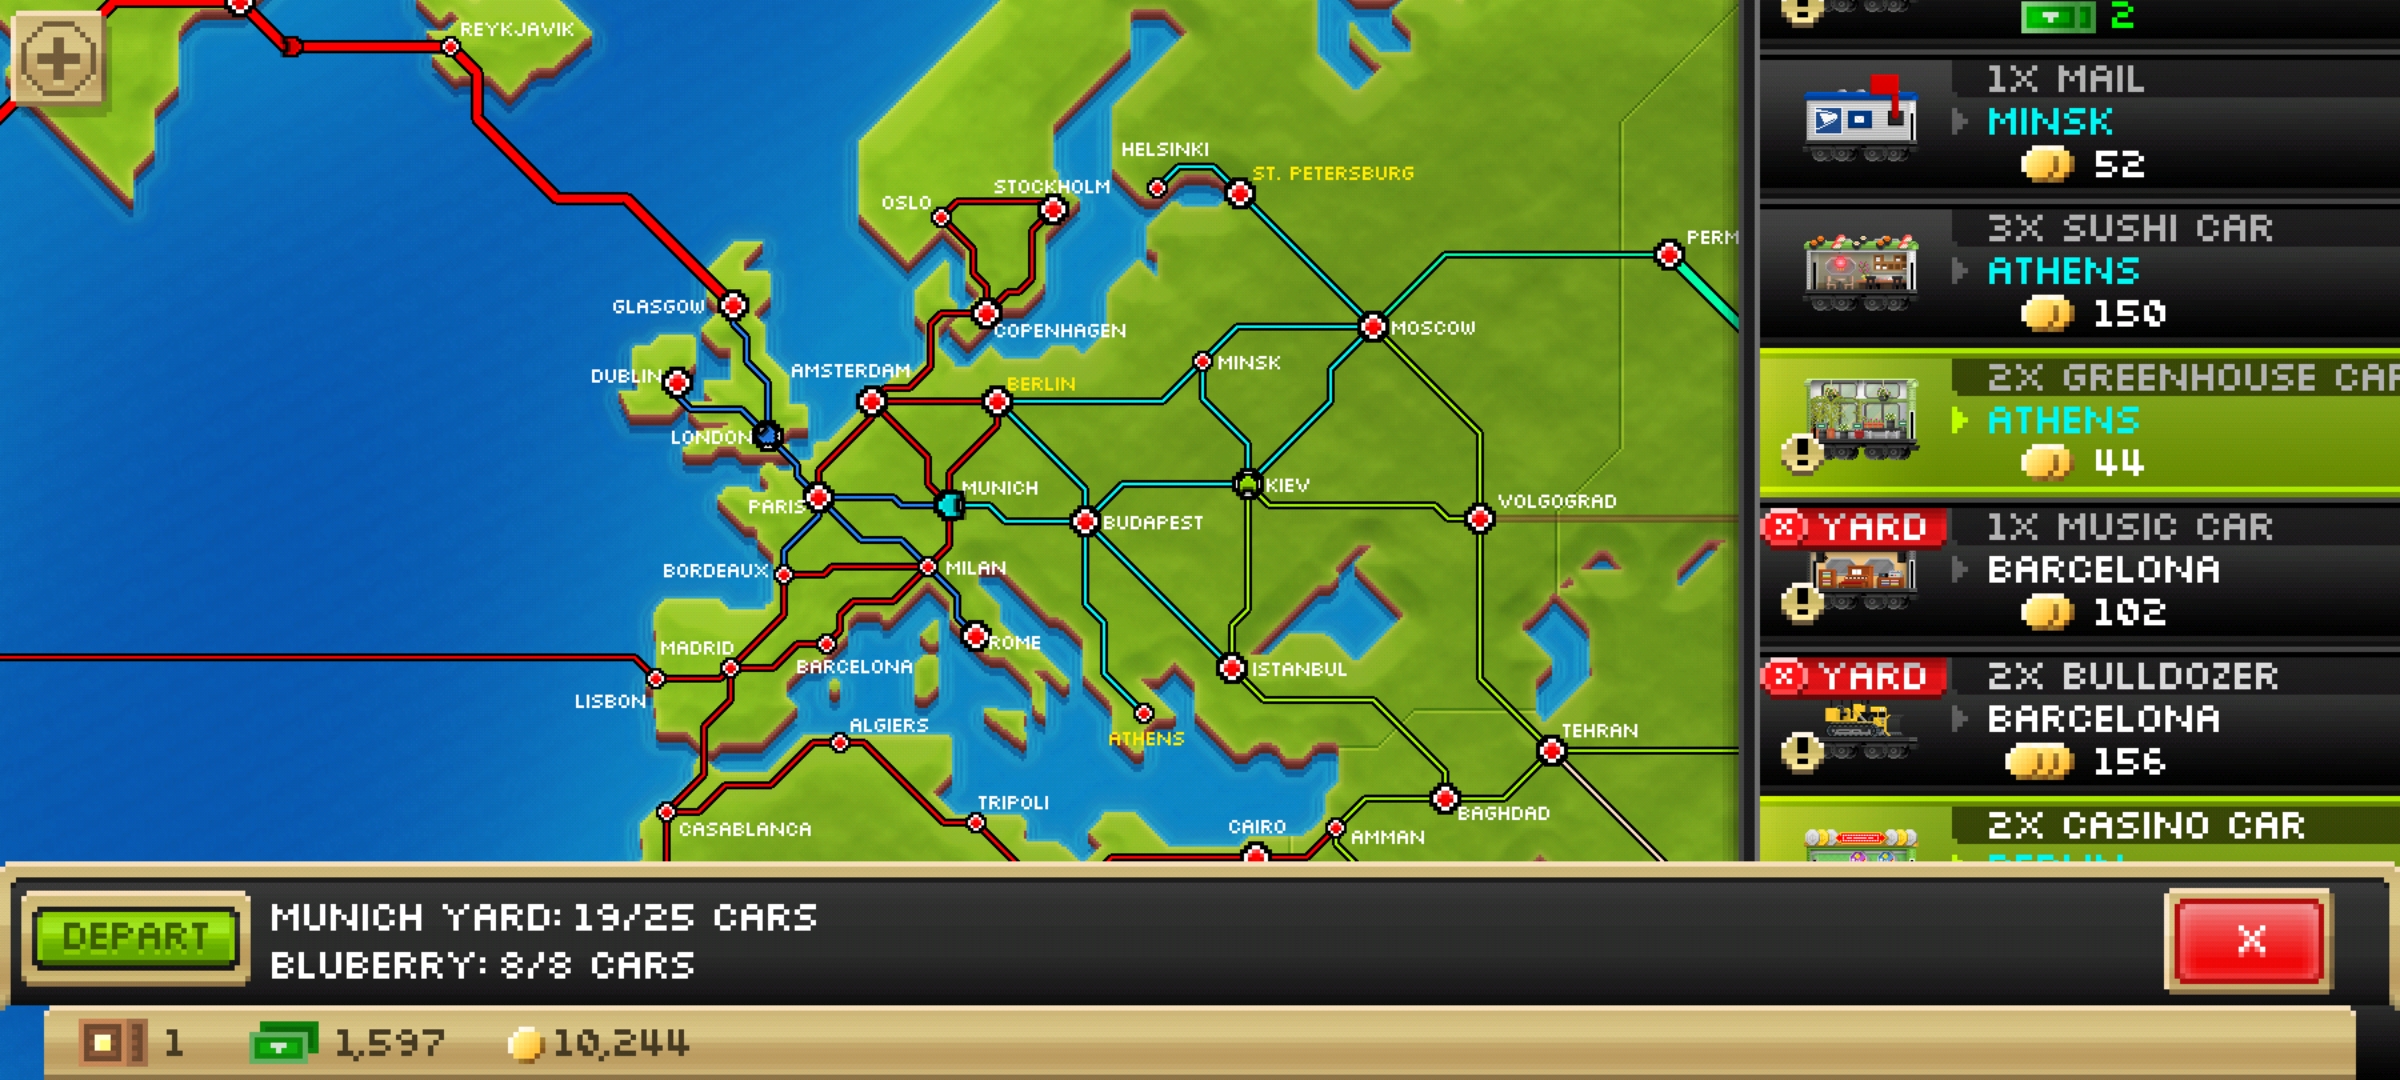 REYKJAVIK
HELSINKI
ST. PETERSBURG
STOCKHOLM
OSLO
PERM
GLASGOW
COPENHAGEN
MOSCOW
MINSK
DUBLIN
AMSTERDAM
BERLIN
LONDON
MUNICH
KIEV
PARIS
BUDAPEST
VOLGOGRAD
BORDEAUX
MILAN
MADRID
ROME
BARCELONA
ISTANBUL
LISBON
ALGIERS
ATHENS
TEHRAN
CASABLANCA
TRIPOLI
CAIRO
BAGHDAD
AMMAN
2
1X MAIL
MINSK
52
3X SUSHI CAR
ATHENS
150
2X GREENHOUSE CAR
ATHENS
44
YARD
1X MUSIC CAR
BARCELONA
102
YARD
2X BULLDOZER
BARCELONA
156
2X CASINO CAR
BERLIN
DEPART
MUNICH YARD: 19/25 CARS
BLUBERRY: 8/8 CARS
X
1
1,597
10,244